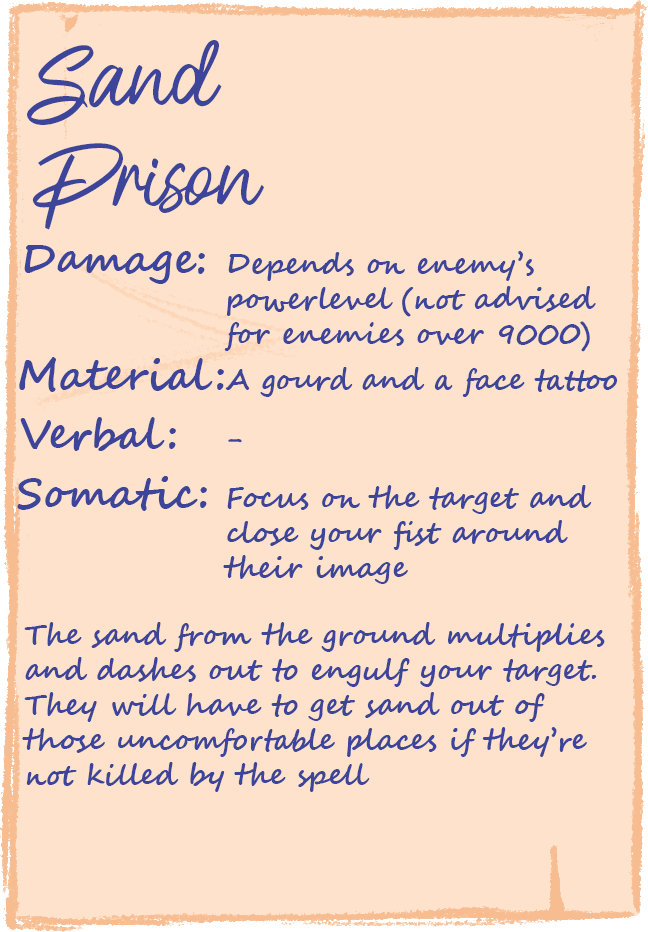 Sand
Prison
Damage: Depends on enemy's
powerlevel (not advised
for enemies over 9000)
Material: A gourd and a face tattoo
Verbal: -
Somatic: Focus on the target and
close your fist around
their image
The sand from the ground multiplies
and dashes out to engulf your target.
They will have to get sand out of
those uncomfortable places if they're
not killed by the spell